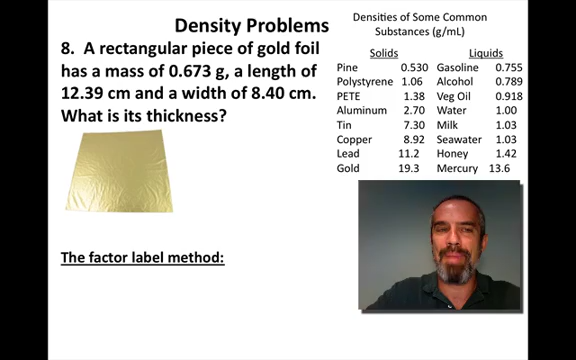 Density Problems
8. A rectangular piece of gold foil
has a mass of 0.673 g, a length of
12.39 cm and a width of 8.40 cm.
What is its thickness?
The factor label method:
Densities of Some Common
Substances (g/mL)
Solids Liquids
Pine 0.530 Gasoline 0.755
Polystyrene 1.06 Alcohol 0.789
PETE 1.38 Veg Oil 0.918
Aluminum 2.70 Water 1.00
Tin 7.30 Milk 1.03
Copper 8.92 Seawater 1.03
Lead 11.2 Honey 1.42
Gold 19.3 Mercury 13.6